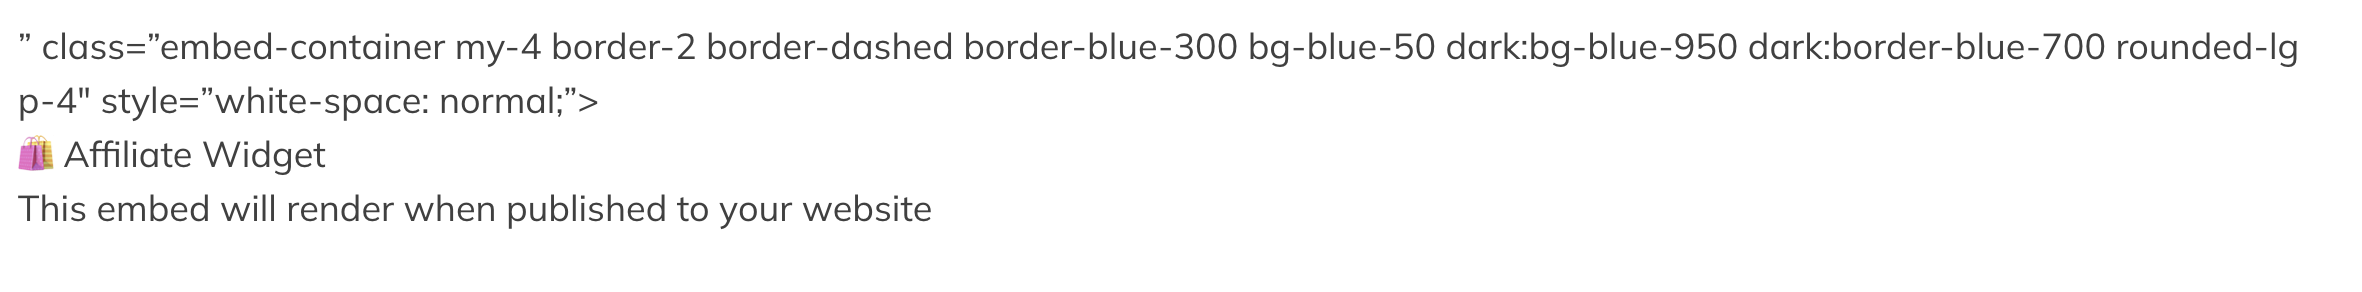 ” class=”embed-container my-4 border-2 border-dashed border-blue-300 bg-blue-50 dark:bg-blue-950 dark:border-blue-700 rounded-lg
p-4" style=”white-space: normal;”>
🛍️ Affiliate Widget
This embed will render when published to your website